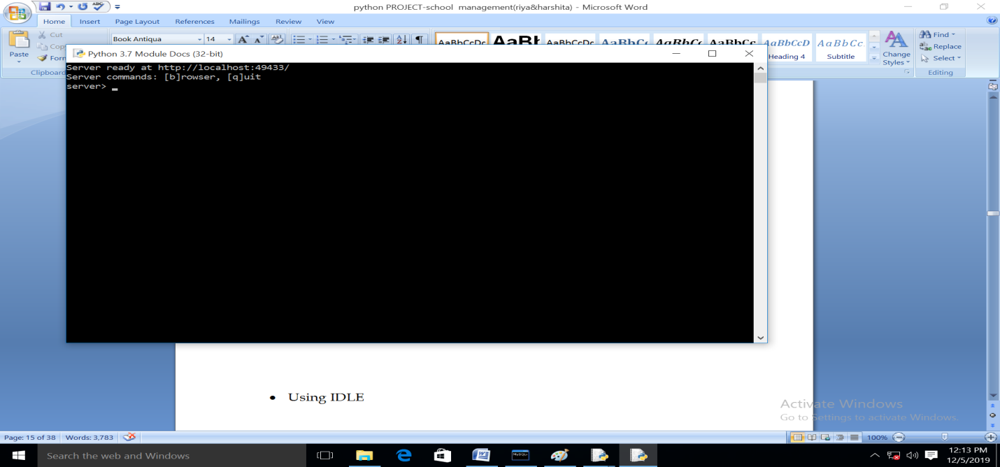 python PROJECT-school management(riya&harshita) - Microsoft Word
Home Insert Page Layout References Mailings Review View
Cut
Paste
Clipboard
Book Antiqua 14
AaBbCcDc AaBb AaBbCcDc AaBbCc AaBbCc AaBbCc AaBbCcD AaBbCc.
Heading 4 Subtitle
Change
Styles
Find
Replace
Select
Editing
Python 3.7 Module Docs (32-bit)
Server ready at http://localhost:49433/
Server commands: [b]rowser, [q]uit
server>
• Using IDLE
Activate Windows
Go to Settings to activate Windows.
Page: 15 of 38 Words: 3,783 100%
Search the web and Windows
MySQL
12:13 PM
12/5/2019